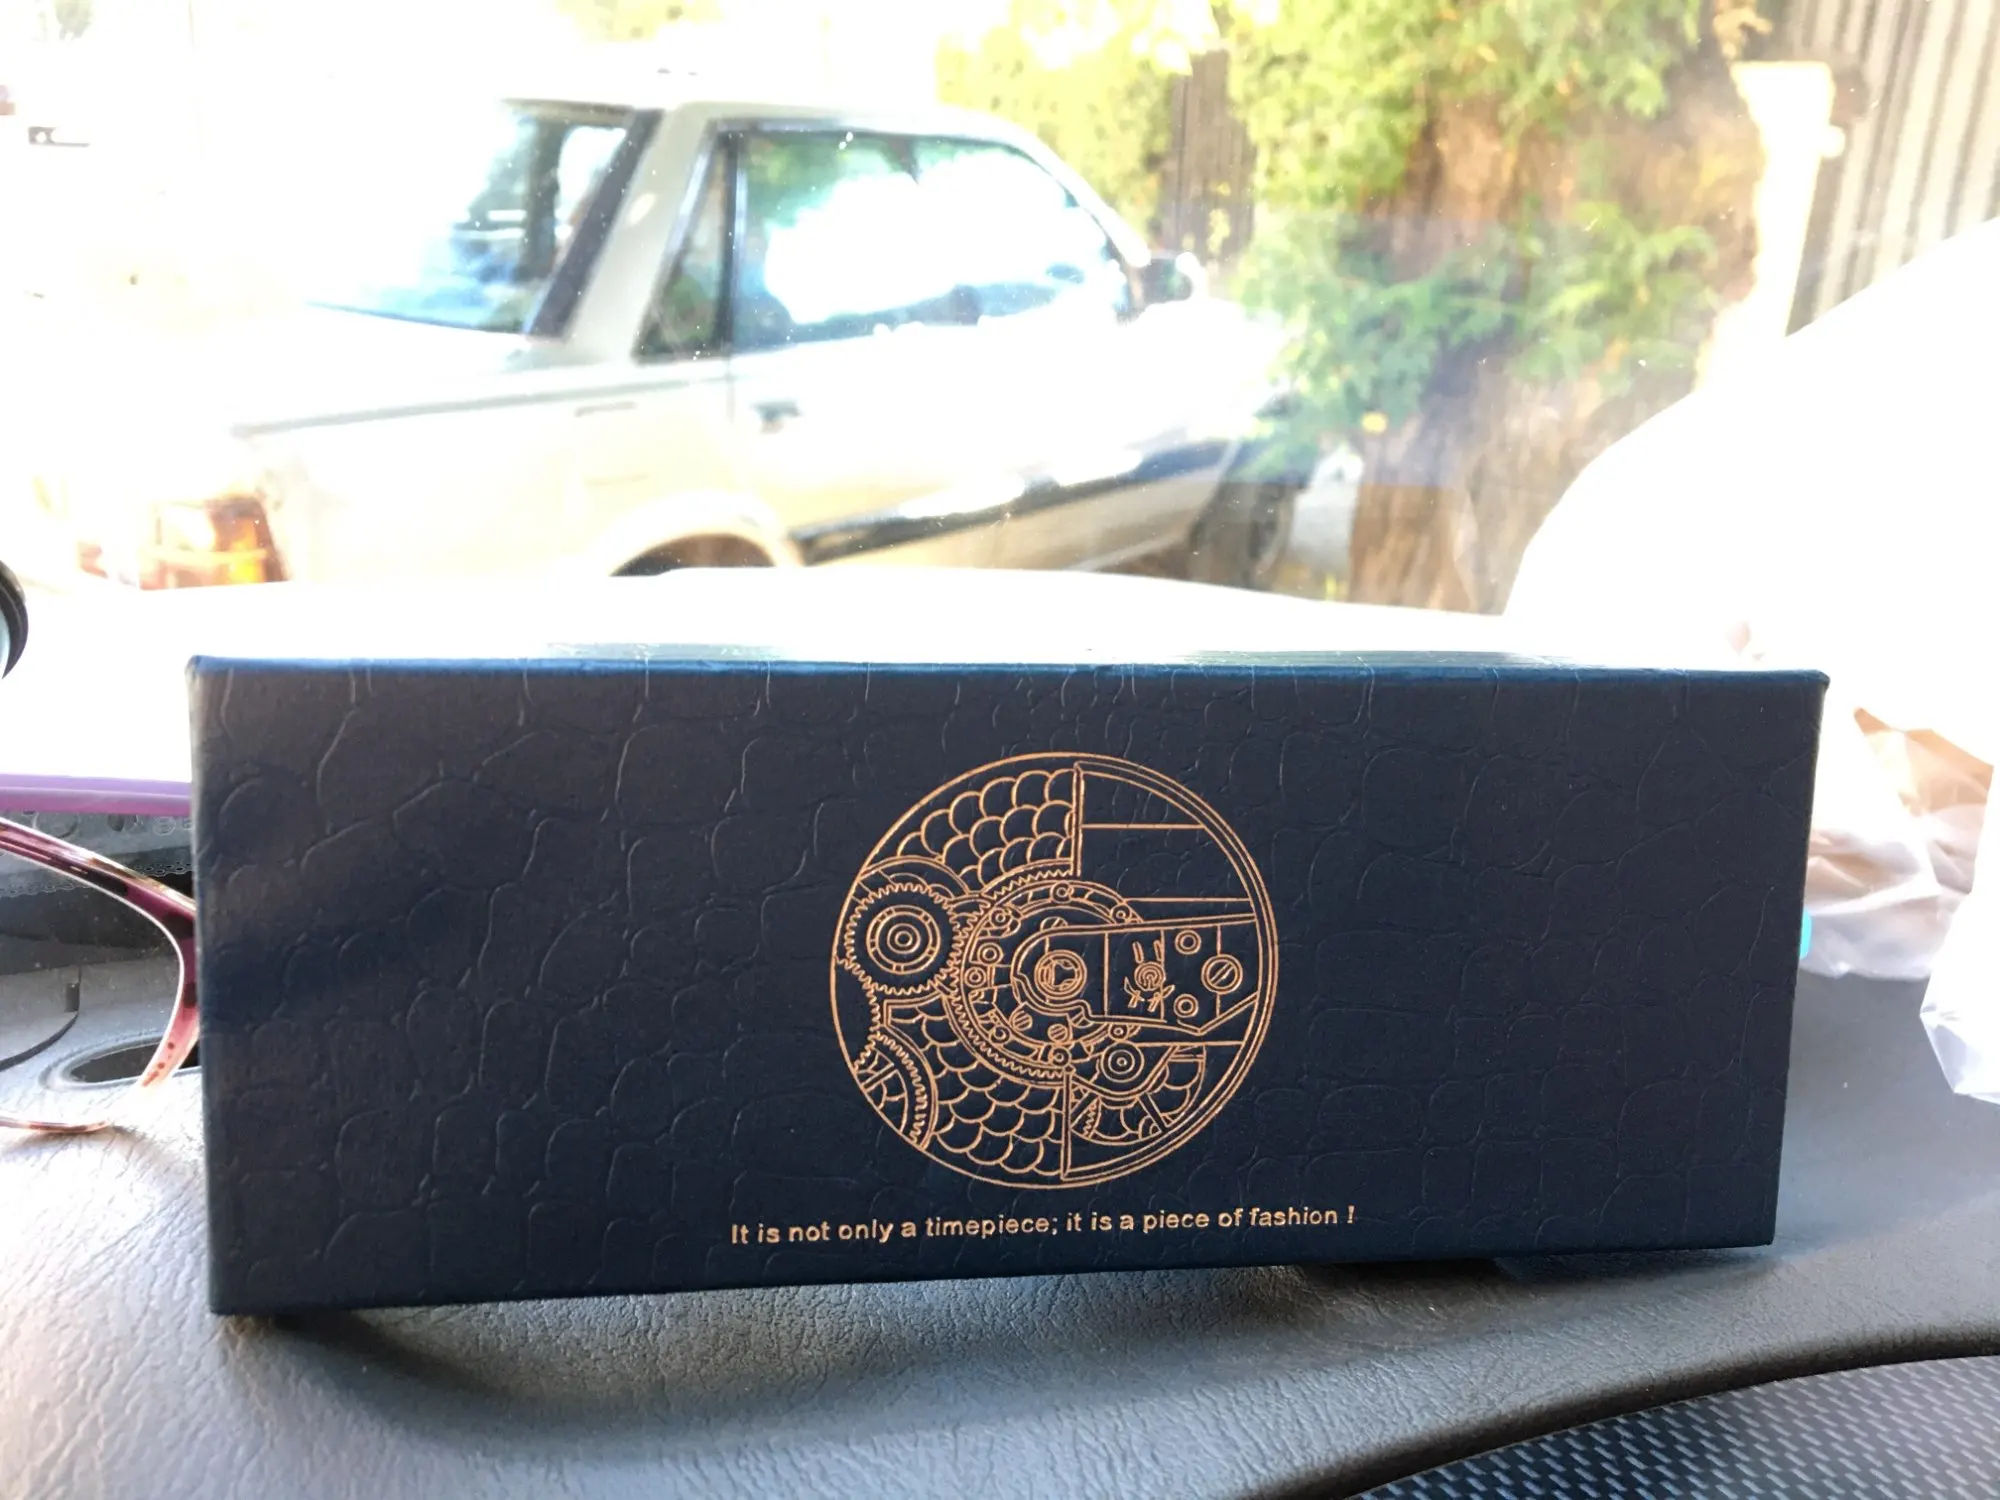 It is not only a timepiece; it is a piece of fashion !